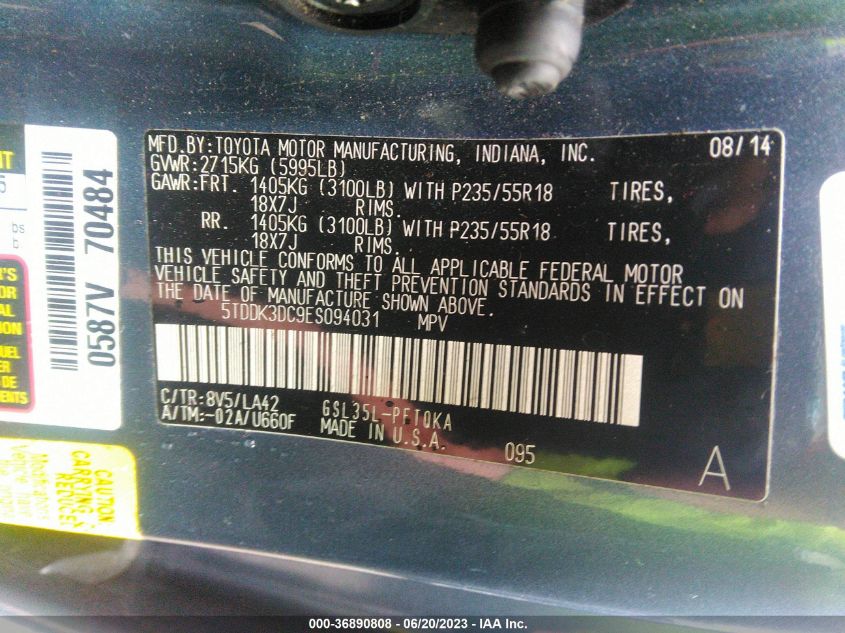 MFD.BY:TOYOTA MOTOR MANUFACTURING, INDIANA, INC. 08/14
GVWR:2715KG (5995LB)
GAWR:FRT. 1405KG (3100LB) WITH P235/55R18 TIRES,
18X7J RIMS.
RR. 1405KG (3100LB) WITH P235/55R18 TIRES,
18X7J RIMS.
THIS VEHICLE CONFORMS TO ALL APPLICABLE FEDERAL MOTOR
VEHICLE SAFETY AND THEFT PREVENTION STANDARDS IN EFFECT ON
THE DATE OF MANUFACTURE SHOWN ABOVE.
5TDDK3DC9ES094031 MPV
C/TR:8V5/LA42 GSL35L-PFTQKA
A/TM:-02A/U660F MADE IN U.S.A.
095
A
0587V 70484
CARRYING
REDUCED
000-36890808 - 06/20/2023 - IAA Inc.